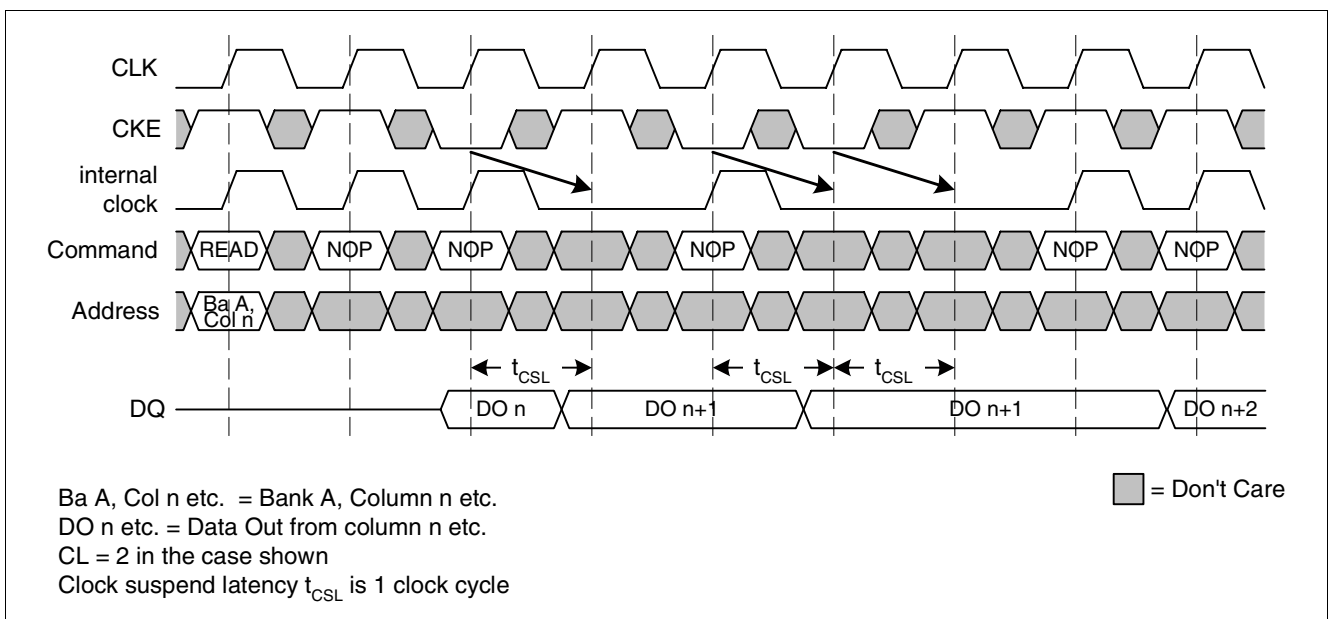 CLK
CKE
internal
clock
Command READ NOP NOP NOP NOP NOP
Address Ba A,
Col n
tCSL tCSL tCSL
DQ DO n DO n+1 DO n+1 DO n+2
Ba A, Col n etc. = Bank A, Column n etc.
= Don't Care
DO n etc. = Data Out from column n etc.
CL = 2 in the case shown
Clock suspend latency tCSL is 1 clock cycle